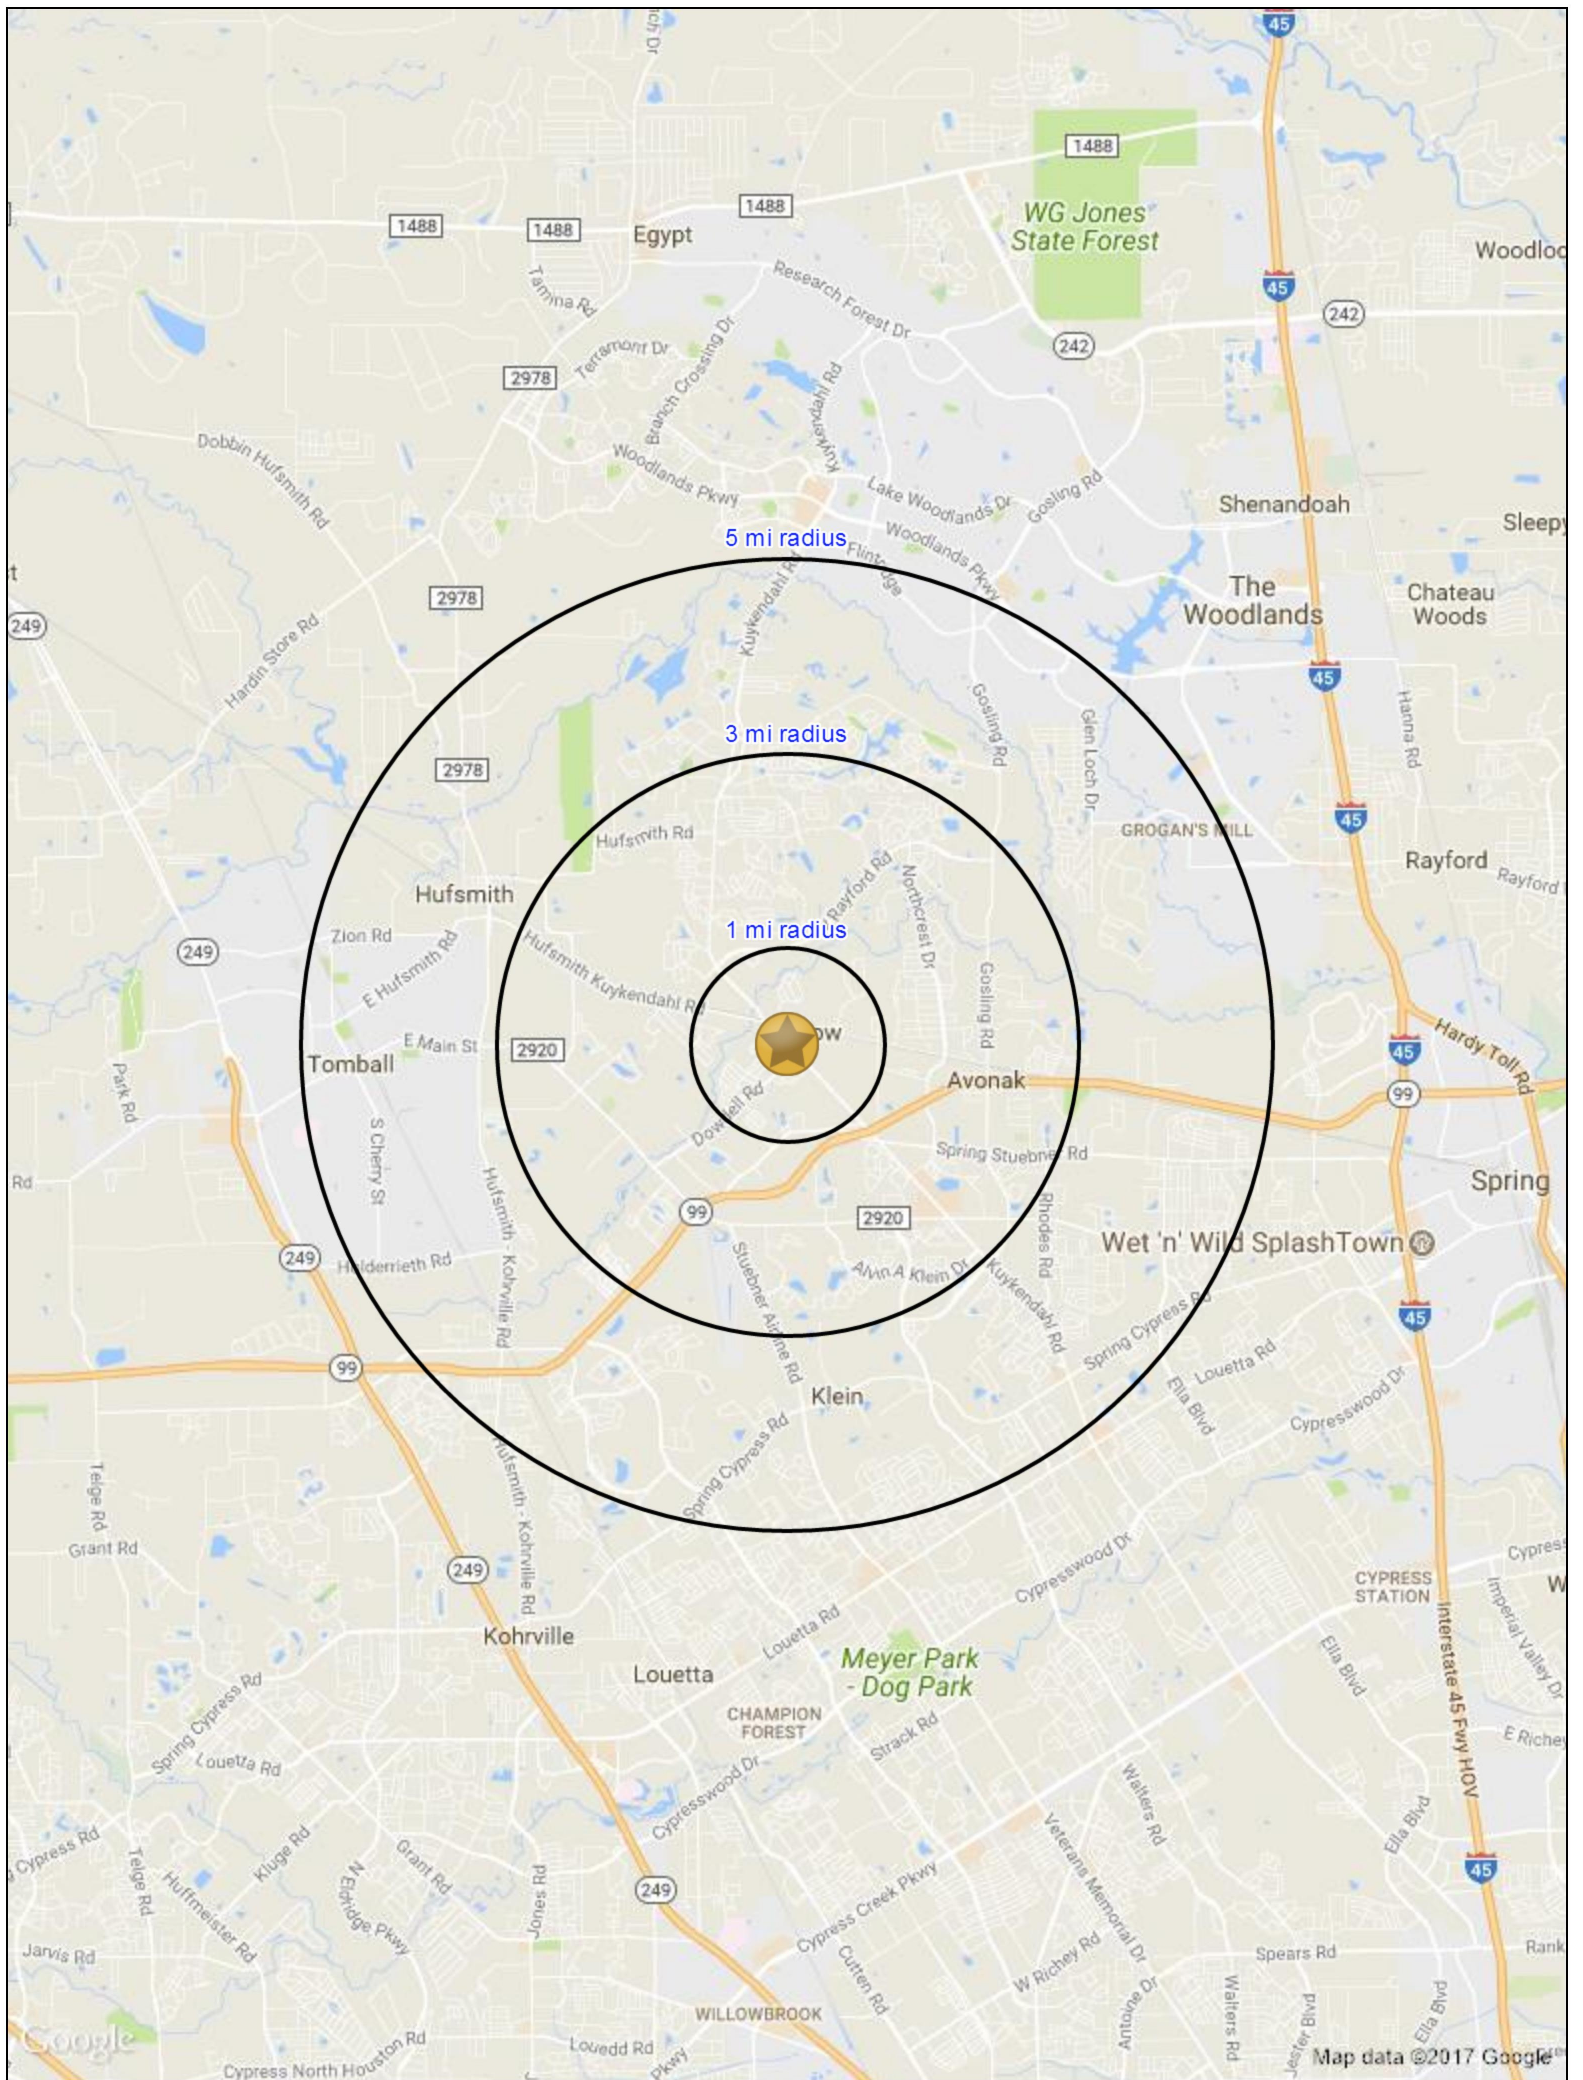 45
1488
1488
1488
1488
Egypt
WG Jones
State Forest
Tamina Rd
Research Forest Dr
45
242
242
Terramont Dr
Branch Crossing Dr
2978
Kuykendahl Rd
Dobbin Hufsmith Rd
Woodlands Pkwy
Lake Woodlands Dr
Gosling Rd
Shenandoah
5 mi radius
Woodlands Pkwy
2978
Kuykendahl Rd
The
Woodlands
Chateau
Woods
249
Hardin Store Rd
45
Gosling Rd
Glen Loch Dr
Hanna Rd
3 mi radius
2978
45
Hufsmith Rd
GROGAN'S MILL
Rayford
Rayford
Hufsmith
Rayford Rd
Northcrest Dr
1 mi radius
Zion Rd
E Hufsmith Rd
249
Hufsmith Kuykendahl Rd
Gosling Rd
E Main St
2920
Tomball
Avonak
45
Hardy Toll Rd
99
Park Rd
Dowdell Rd
S Cherry St
Spring Stuebner Rd
Rd
Spring
Hufsmith - Kohrville Rd
99
2920
Rhodes Rd
Wet 'n' Wild SplashTown
249
Holderrieth Rd
Stuebner Airline Rd
Alvin A Klein Dr
Kuykendahl Rd
Spring Cypress Rd
45
99
Louetta Rd
Klein
Ella Blvd
Cypresswood Dr
Spring Cypress Rd
Telge Rd
Hufsmith - Kohrville Rd
Grant Rd
249
Cypresswood Dr
CYPRESS
STATION
Imperial Valley Dr
Interstate 45 Fwy HOV
Kohrville
Louetta Rd
Louetta
Meyer Park
- Dog Park
Ella Blvd
Spring Cypress Rd
CHAMPION
FOREST
Strack Rd
Louetta Rd
Cypresswood Dr
Walters Rd
Veterans Memorial Dr
Ella Blvd
Cypress Rd
Kluge Rd
Grant Rd
Telge Rd
Huffmeister Rd
N Eldridge Pkwy
Jones Rd
249
45
Cypress Creek Pkwy
Jarvis Rd
Cutten Rd
W Richey Rd
Spears Rd
Antoine Dr
Walters Rd
Jester Blvd
Ella Blvd
WILLOWBROOK
Google
Cypress North Houston Rd
Louedd Rd
Pkwy
Map data ©2017 Google